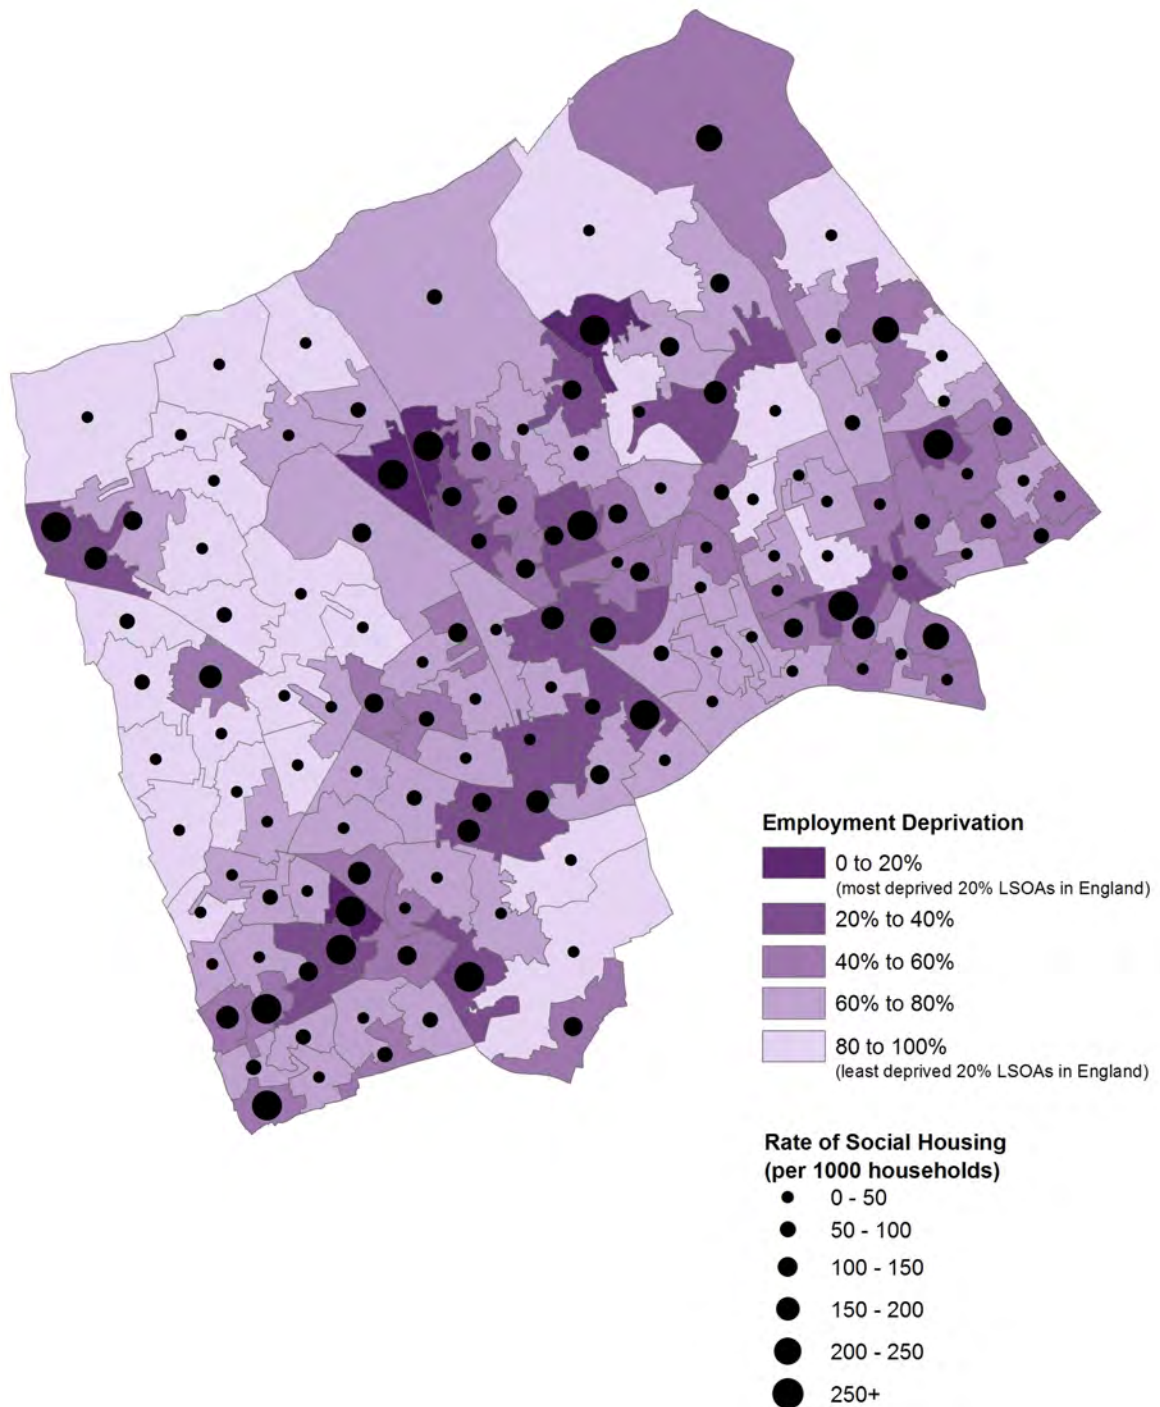 Employment Deprivation
0 to 20%
(most deprived 20% LSOAs in England)
20% to 40%
40% to 60%
60% to 80%
80 to 100%
(least deprived 20% LSOAs in England)
Rate of Social Housing
(per 1000 households)
0 - 50
50 - 100
100 - 150
150 - 200
200 - 250
250+